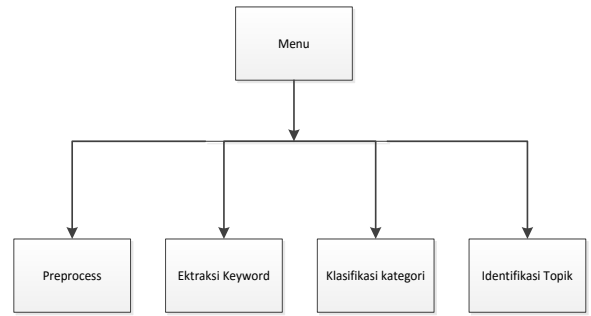 Menu
Preprocess
Ektraksi Keyword
Klasifikasi kategori
Identifikasi Topik